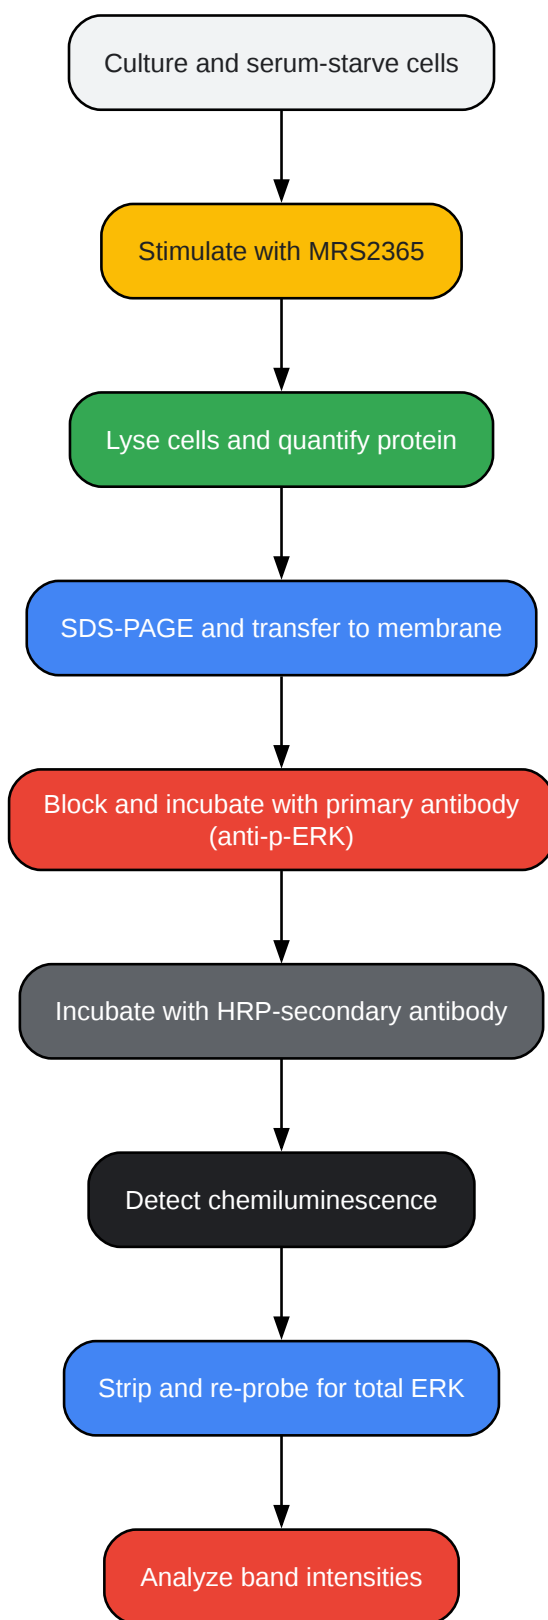 Culture and serum-starve cells
Stimulate with MRS2365
Lyse cells and quantify protein
SDS-PAGE and transfer to membrane
Block and incubate with primary antibody
(anti-p-ERK)
Incubate with HRP-secondary antibody
Detect chemiluminescence
Strip and re-probe for total ERK
Analyze band intensities